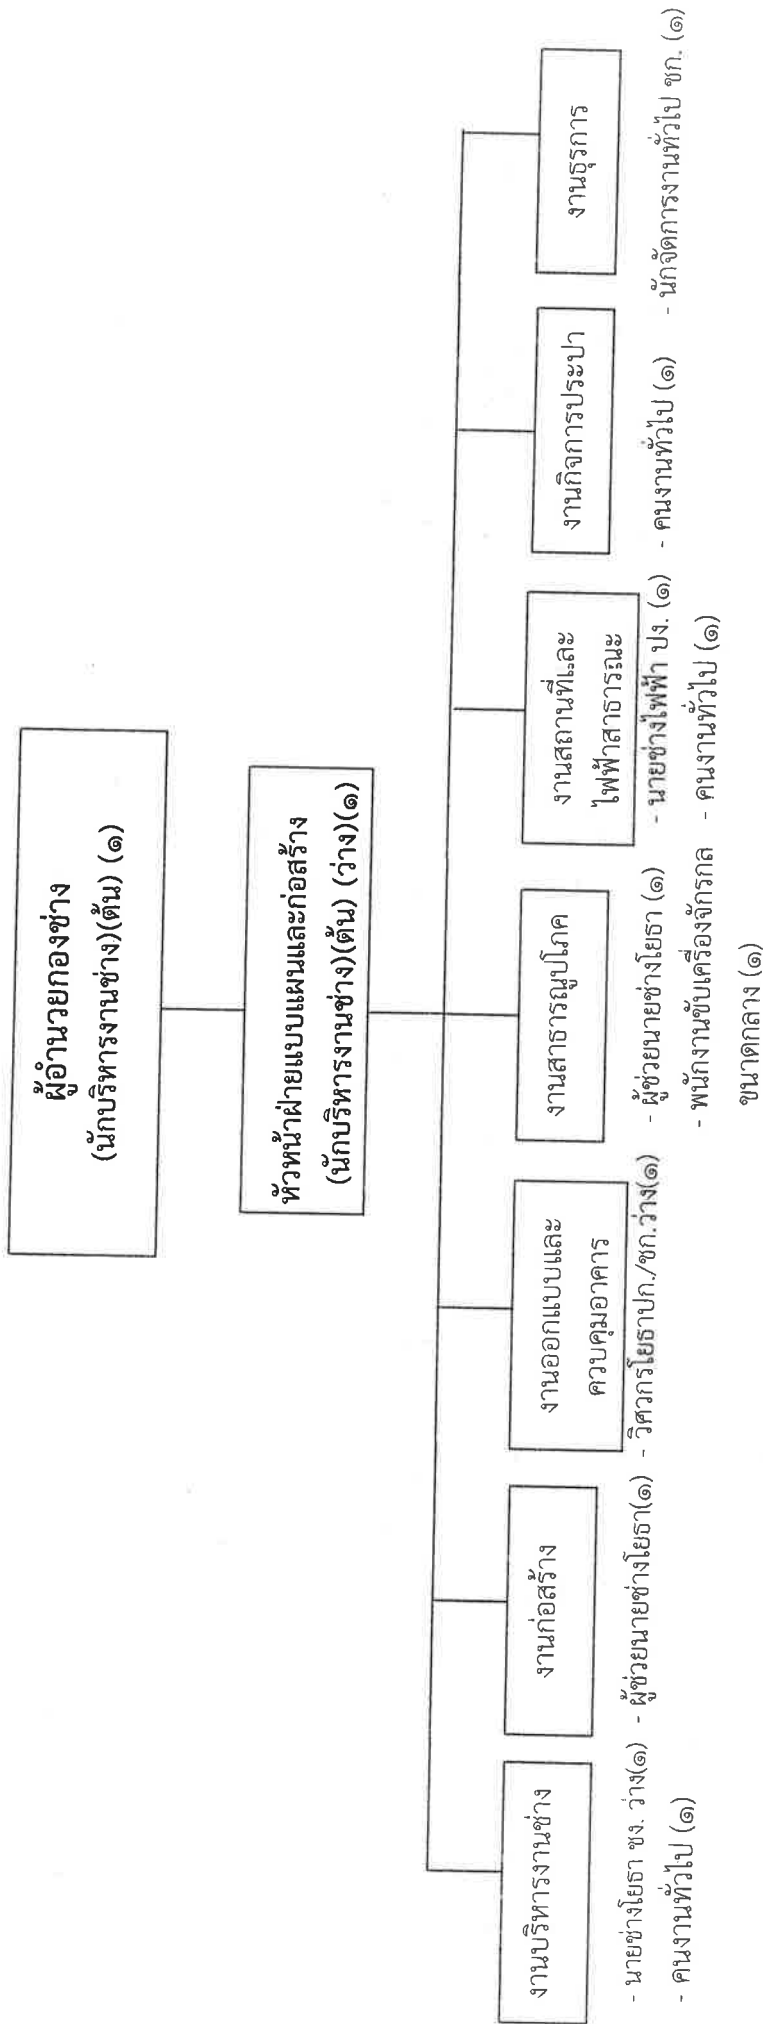 ผู้อำนวยกองช่าง
(นักบริหารงานช่าง)(ต้น) (๑)
หัวหน้าฝ่ายแบบแผนและก่อสร้าง
(นักบริหารงานช่าง)(ต้น) (ว่าง)(๑)
งานบริหารงานช่าง
- นายช่างโยธา ชง. ว่าง(๑)
- คนงานทั่วไป (๑)
งานก่อสร้าง
- ผู้ช่วยนายช่างโยธา(๑)
งานออกแบบและ
ควบคุมอาคาร
- วิศวกรโยธาปก./ชก.ว่าง(๑)
งานสาธารณูปโภค
- ผู้ช่วยนายช่างโยธา (๑)
- พนักงานขับเครื่องจักรกล
ขนาดกลาง (๑)
งานสถานที่และ
ไฟฟ้าสาธารณะ
- นายช่างไฟฟ้า ปง. (๑)
- คนงานทั่วไป (๑)
งานกิจการประปา
- คนงานทั่วไป (๑)
งานธุรการ
- นักจัดการงานทั่วไป ชก. (๑)